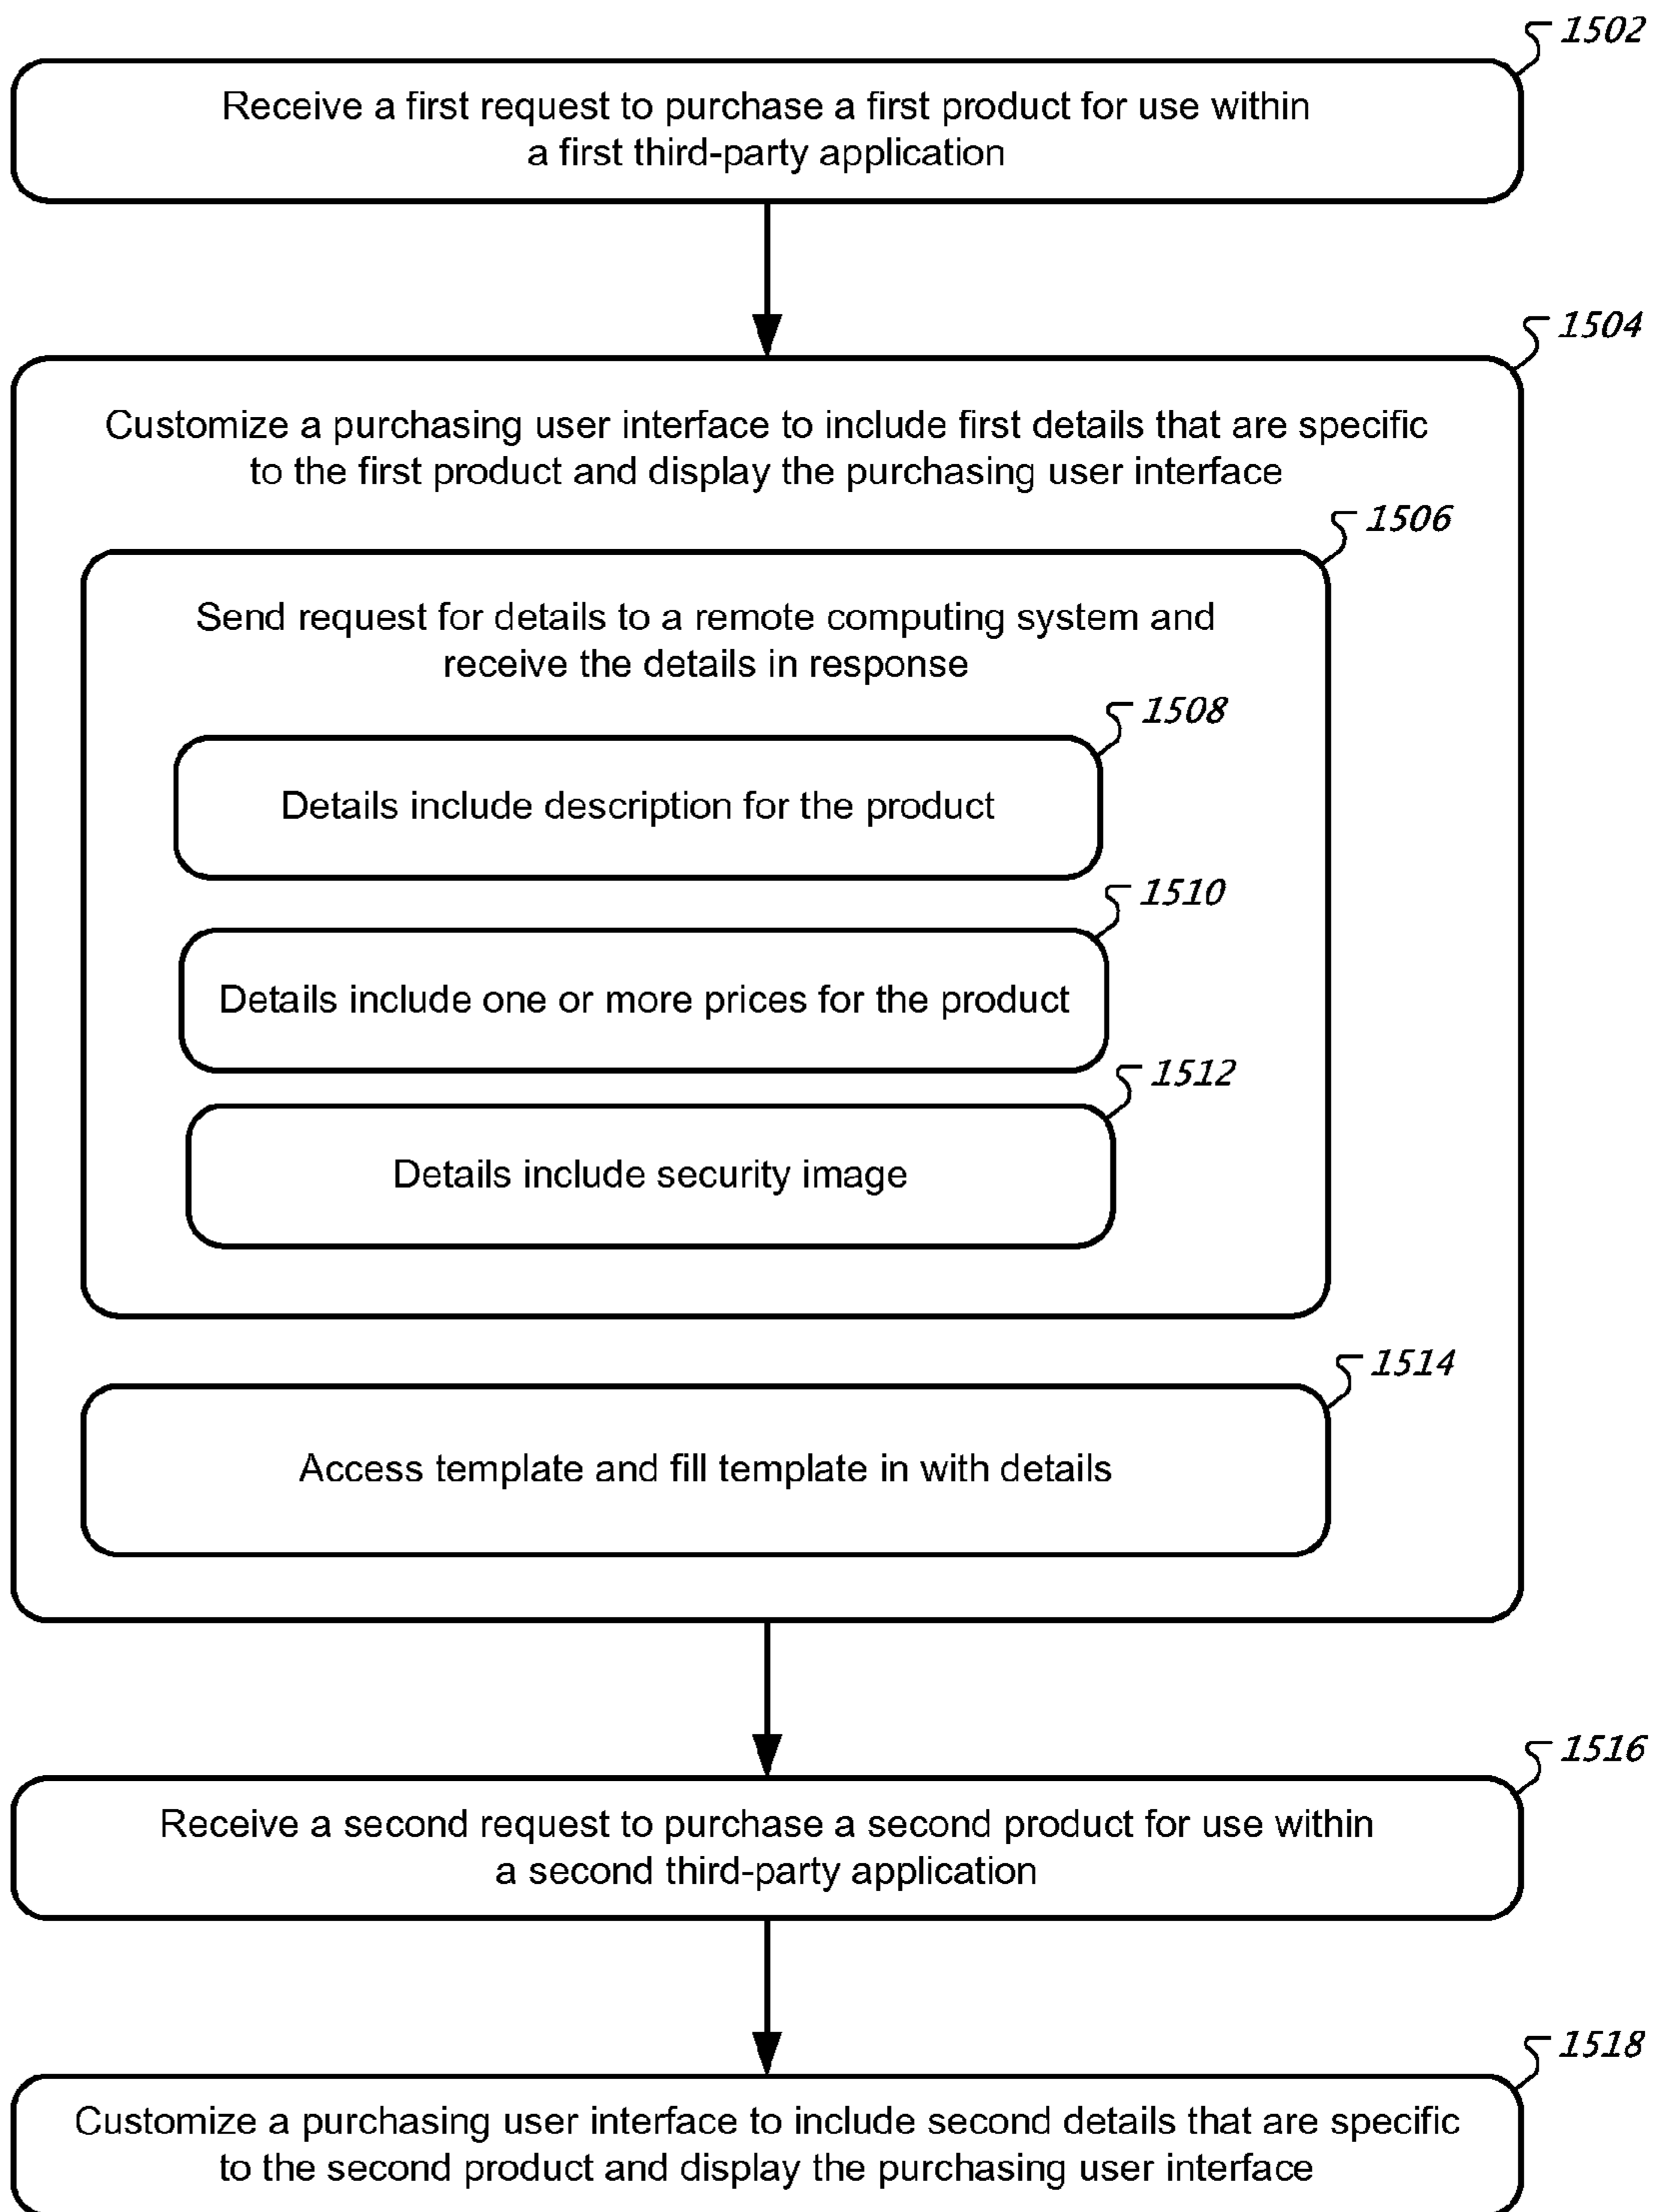 1502
Receive a first request to purchase a first product for use within
a first third-party application
1504
Customize a purchasing user interface to include first details that are specific
to the first product and display the purchasing user interface
1506
Send request for details to a remote computing system and
receive the details in response
1508
Details include description for the product
1510
Details include one or more prices for the product
1512
Details include security image
1514
Access template and fill template in with details
1516
Receive a second request to purchase a second product for use within
a second third-party application
1518
Customize a purchasing user interface to include second details that are specific
to the second product and display the purchasing user interface